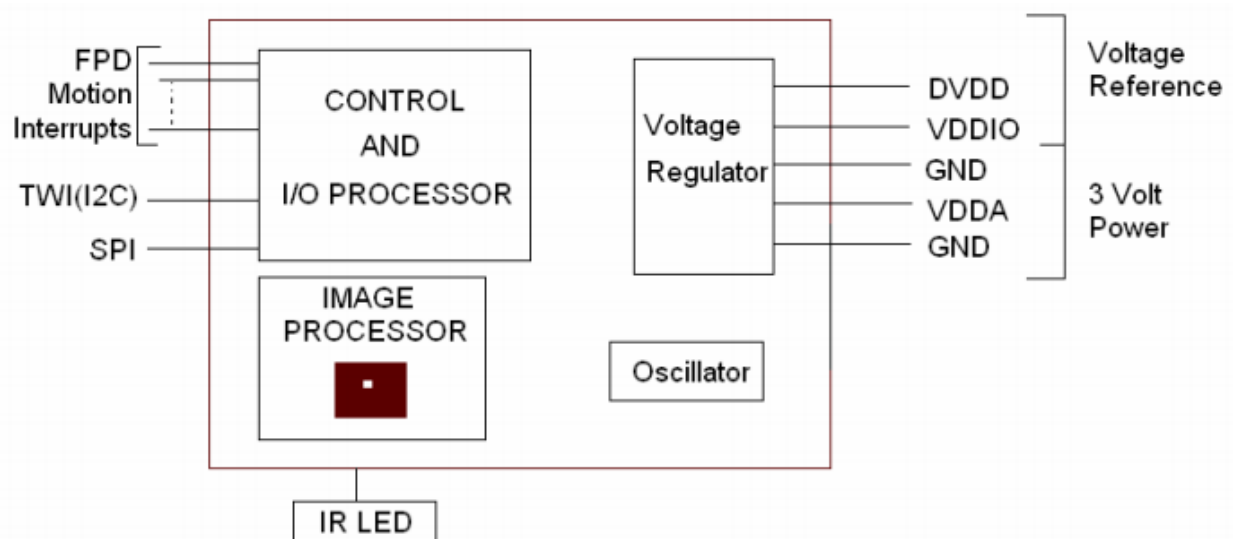 FPD
Motion
Interrupts
TWI(I2C)
SPI
CONTROL
AND
I/O PROCESSOR
IMAGE
PROCESSOR
IR LED
Voltage
Regulator
Oscillator
DVDD
VDDIO
GND
VDDA
GND
Voltage
Reference
3 Volt
Power